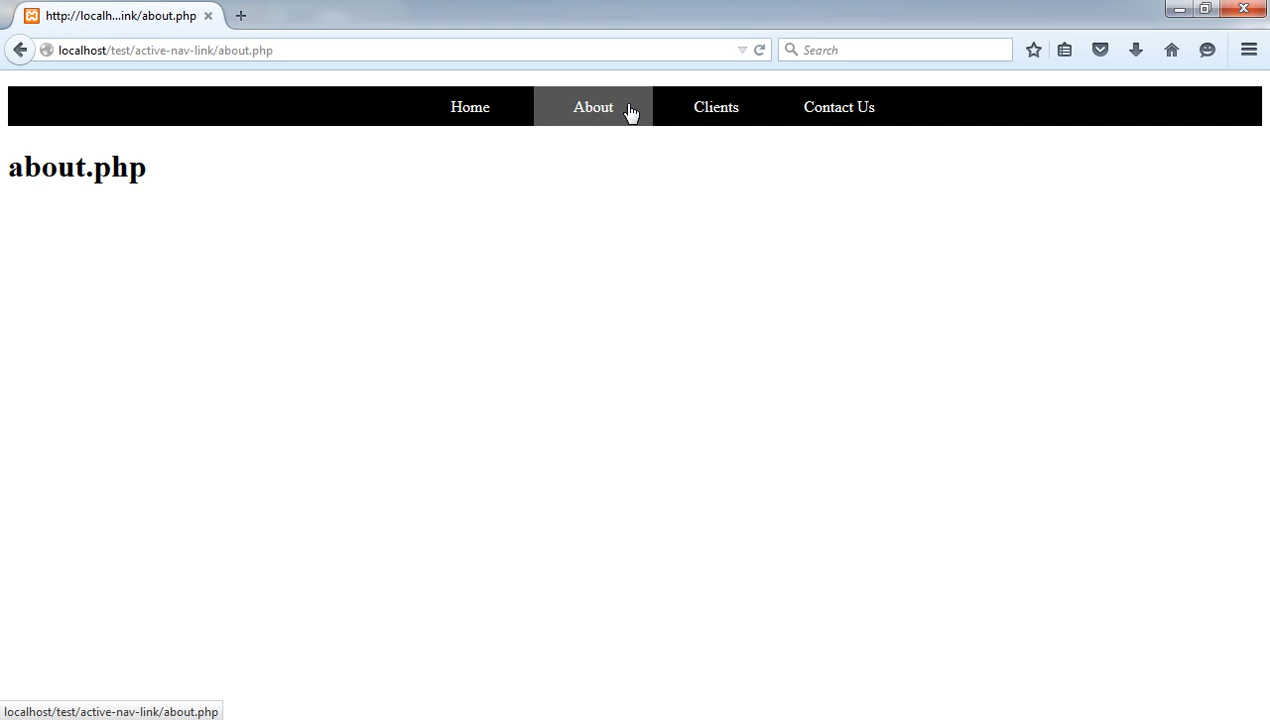 http://localh...ink/about.php
localhost/test/active-nav-link/about.php
Search
Home
About
Clients
Contact Us
about.php
localhost/test/active-nav-link/about.php